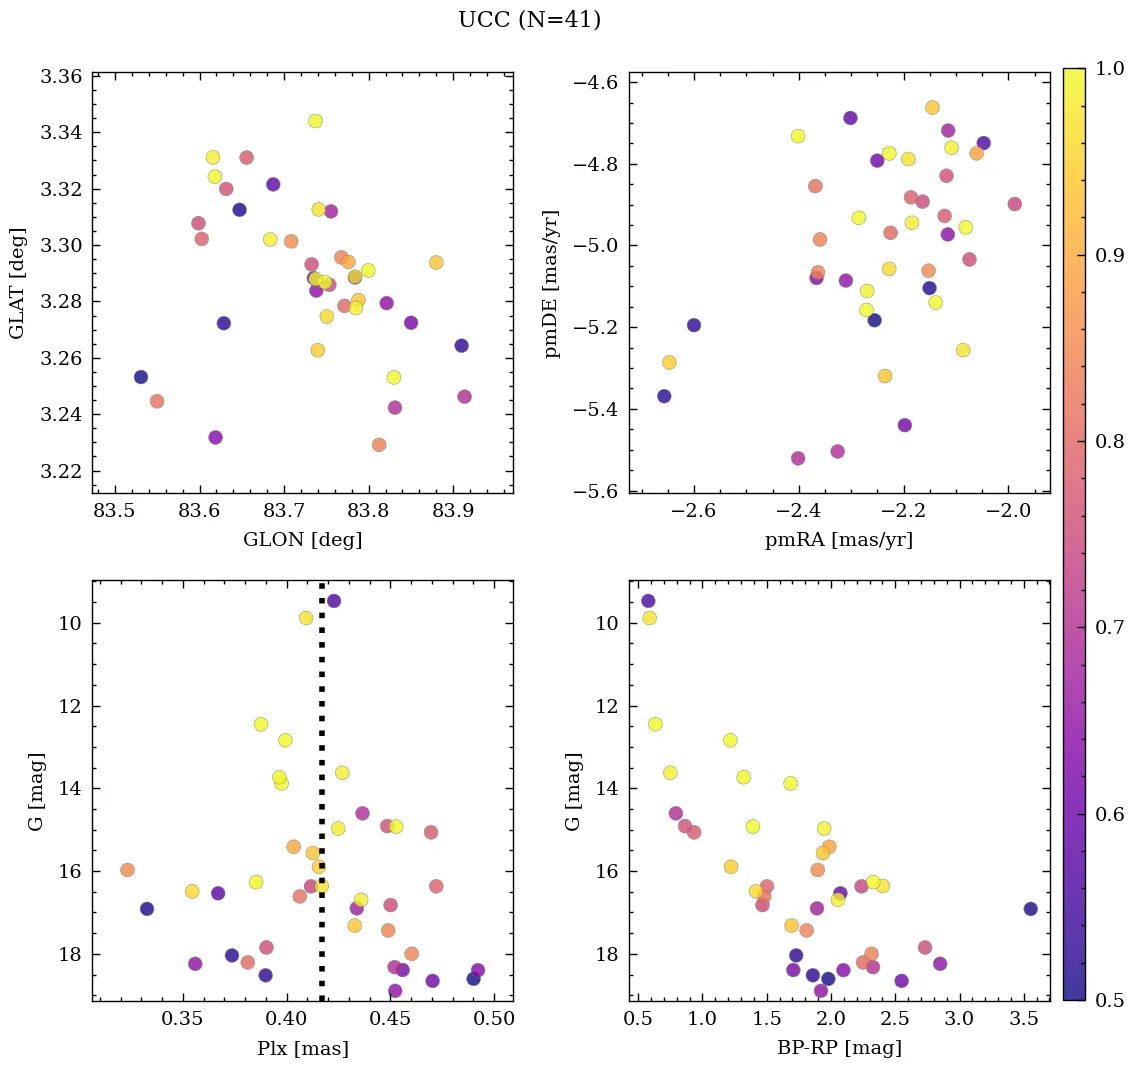 UCC (N=41)
3.36
3.34
3.32
3.30
3.28
3.26
3.24
3.22
GLAT [deg]
83.5 83.6 83.7 83.8 83.9
GLON [deg]
−4.6
−4.8
−5.0
−5.2
−5.4
−5.6
pmDE [mas/yr]
−2.6 −2.4 −2.2 −2.0
pmRA [mas/yr]
10
12
14
16
18
G [mag]
0.35 0.40 0.45 0.50
Plx [mas]
10
12
14
16
18
G [mag]
0.5 1.0 1.5 2.0 2.5 3.0 3.5
BP-RP [mag]
1.0
0.9
0.8
0.7
0.6
0.5